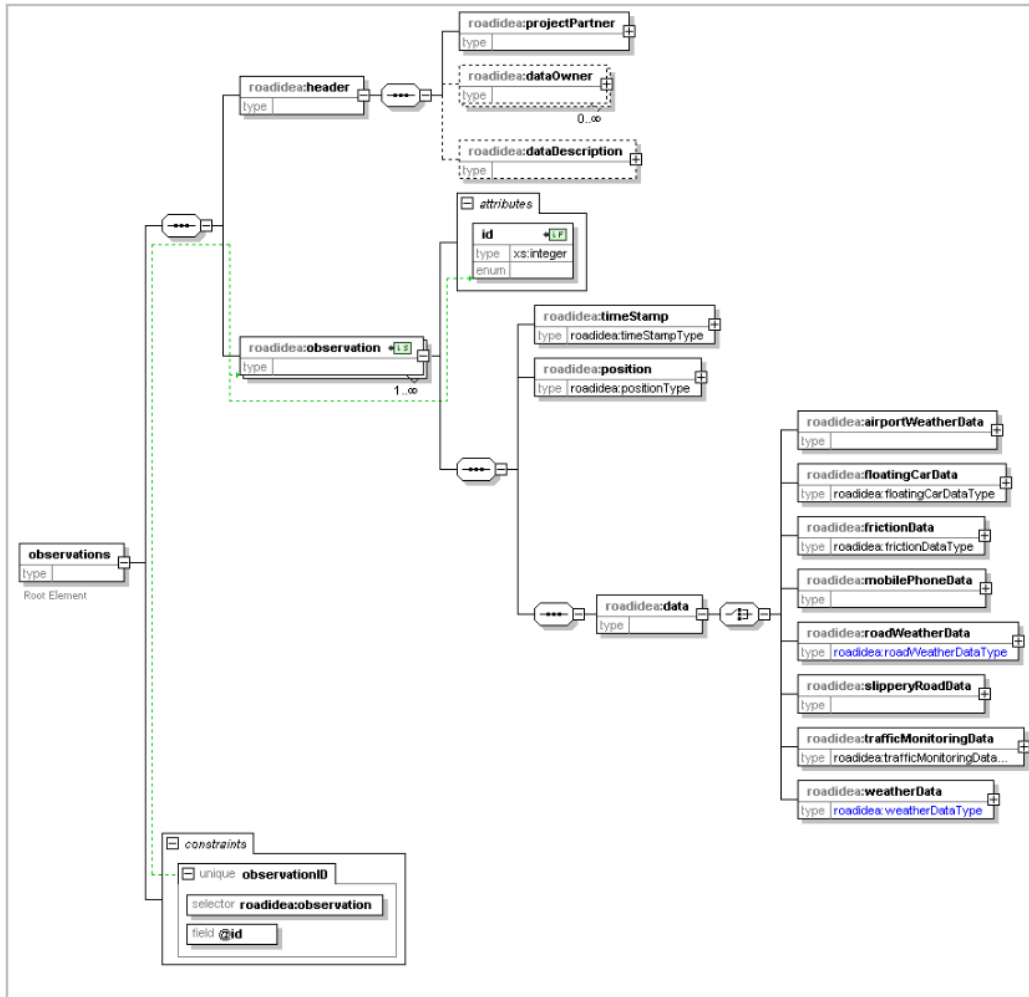 roadidea:projectPartner
type
roadidea:header
type
roadidea:dataOwner
type
0..∞
roadidea:dataDescription
type
attributes
id
type xs:integer
enum
roadidea:observation
type
1..∞
roadidea:timeStamp
type roadidea:timeStampType
roadidea:position
type roadidea:positionType
observations
type
Root Element
roadidea:data
type
roadidea:airportWeatherData
type
roadidea:floatingCarData
type roadidea:floatingCarDataType
roadidea:frictionData
type roadidea:frictionDataType
roadidea:mobilePhoneData
type
roadidea:roadWeatherData
type roadidea:roadWeatherDataType
roadidea:slipperyRoadData
type
roadidea:trafficMonitoringData
type roadidea:trafficMonitoringData...
roadidea:weatherData
type roadidea:weatherDataType
constraints
unique observationID
selector roadidea:observation
field @id